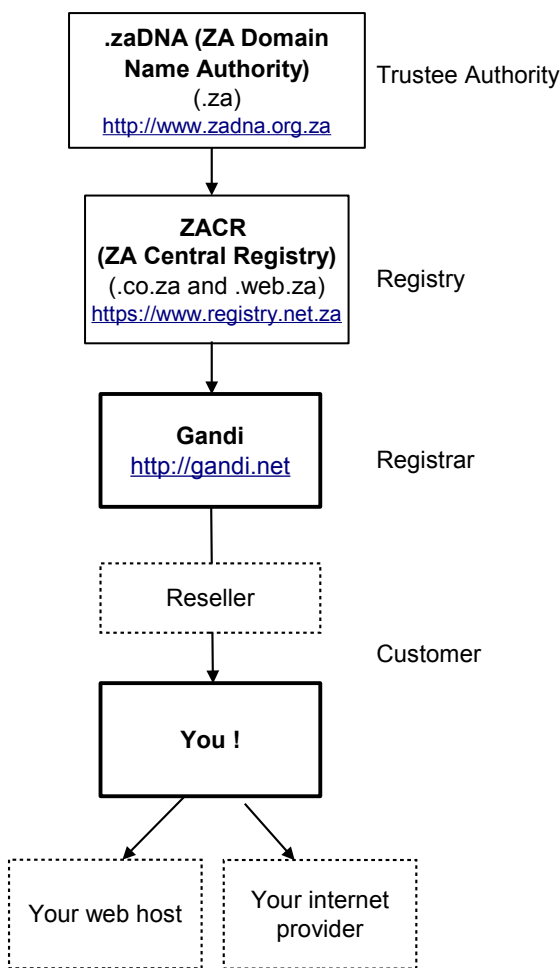 .zaDNA (ZA Domain
Name Authority)
(.za)
http://www.zadna.org.za
Trustee Authority
ZACR
(ZA Central Registry)
(.co.za and .web.za)
https://www.registry.net.za
Registry
Gandi
http://gandi.net
Registrar
Reseller
Customer
You !
Your web host
Your internet
provider